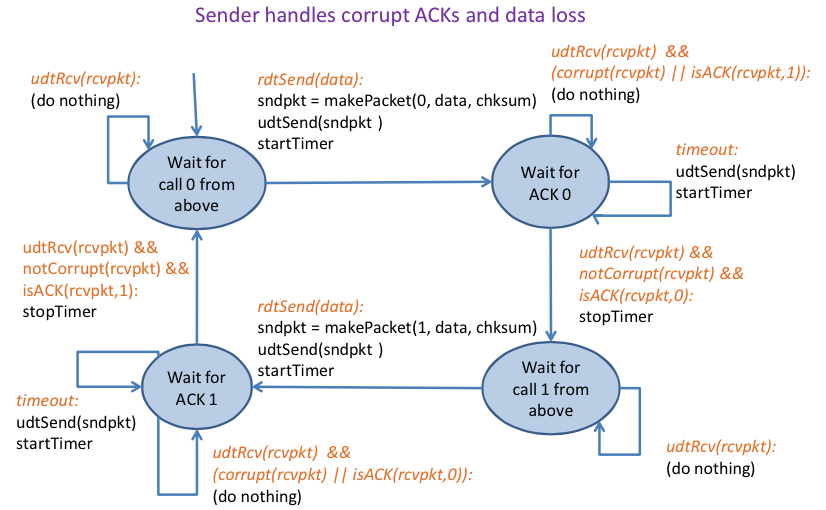 Sender handles corrupt ACKs and data loss
udtRcv(rcvpkt):
(do nothing)
rdtSend(data):
sndpkt = makePacket(0, data, chksum)
udtSend(sndpkt )
startTimer
udtRcv(rcvpkt)  &&
(corrupt(rcvpkt) || isACK(rcvpkt,1)):
(do nothing)
Wait for
call 0 from
above
Wait for
ACK 0
timeout:
udtSend(sndpkt)
startTimer
udtRcv(rcvpkt) &&
notCorrupt(rcvpkt) &&
isACK(rcvpkt,1):
stopTimer
udtRcv(rcvpkt) &&
notCorrupt(rcvpkt) &&
isACK(rcvpkt,0):
stopTimer
rdtSend(data):
sndpkt = makePacket(1, data, chksum)
udtSend(sndpkt )
startTimer
Wait for
ACK 1
Wait for
call 1 from
above
timeout:
udtSend(sndpkt)
startTimer
udtRcv(rcvpkt)  &&
(corrupt(rcvpkt) || isACK(rcvpkt,0)):
(do nothing)
udtRcv(rcvpkt):
(do nothing)